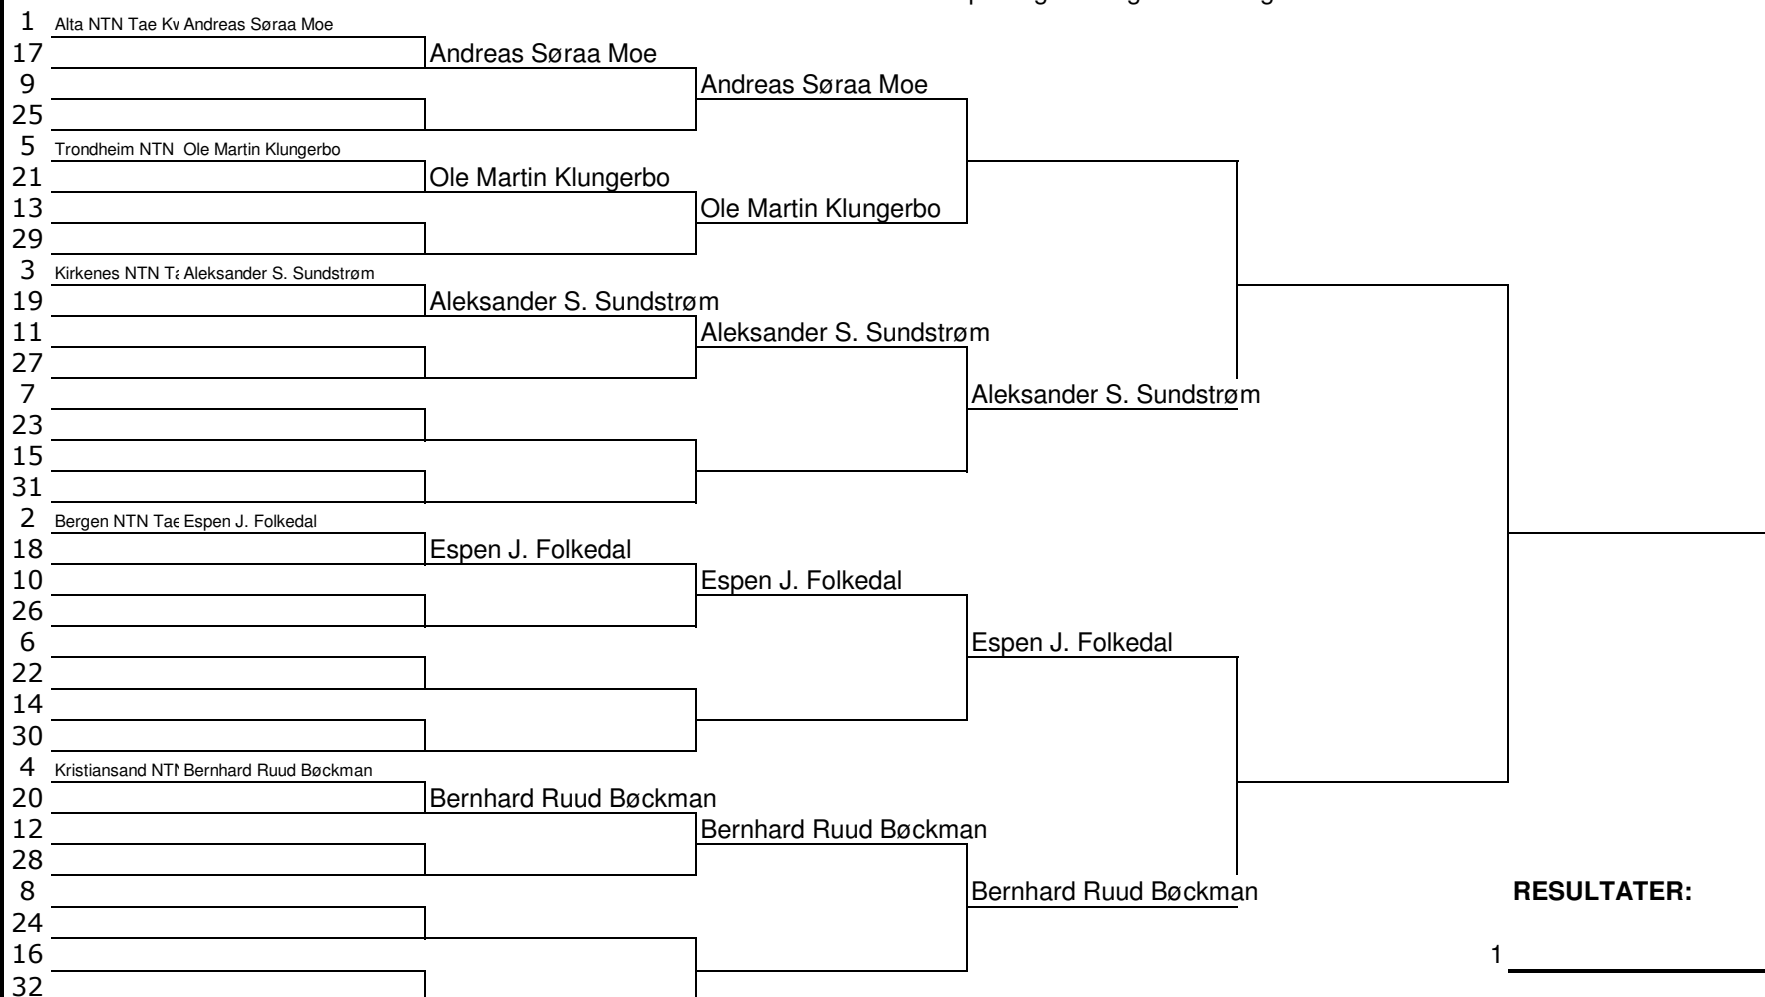 1 Alta NTN Tae Kv Andreas Søraa Moe
17 Andreas Søraa Moe
9 Andreas Søraa Moe
25
5 Trondheim NTN Ole Martin Klungerbo
21 Ole Martin Klungerbo
13 Ole Martin Klungerbo
29
3 Kirkenes NTN Ta Aleksander S. Sundstrøm
19 Aleksander S. Sundstrøm
11 Aleksander S. Sundstrøm
27
7 Aleksander S. Sundstrøm
23
15
31
2 Bergen NTN Tae Espen J. Folkedal
18 Espen J. Folkedal
10 Espen J. Folkedal
26
6 Espen J. Folkedal
22
14
30
4 Kristiansand NTN Bernhard Ruud Bøckman
20 Bernhard Ruud Bøckman
12 Bernhard Ruud Bøckman
28
8 Bernhard Ruud Bøckman RESULTATER:
24
16 1
32